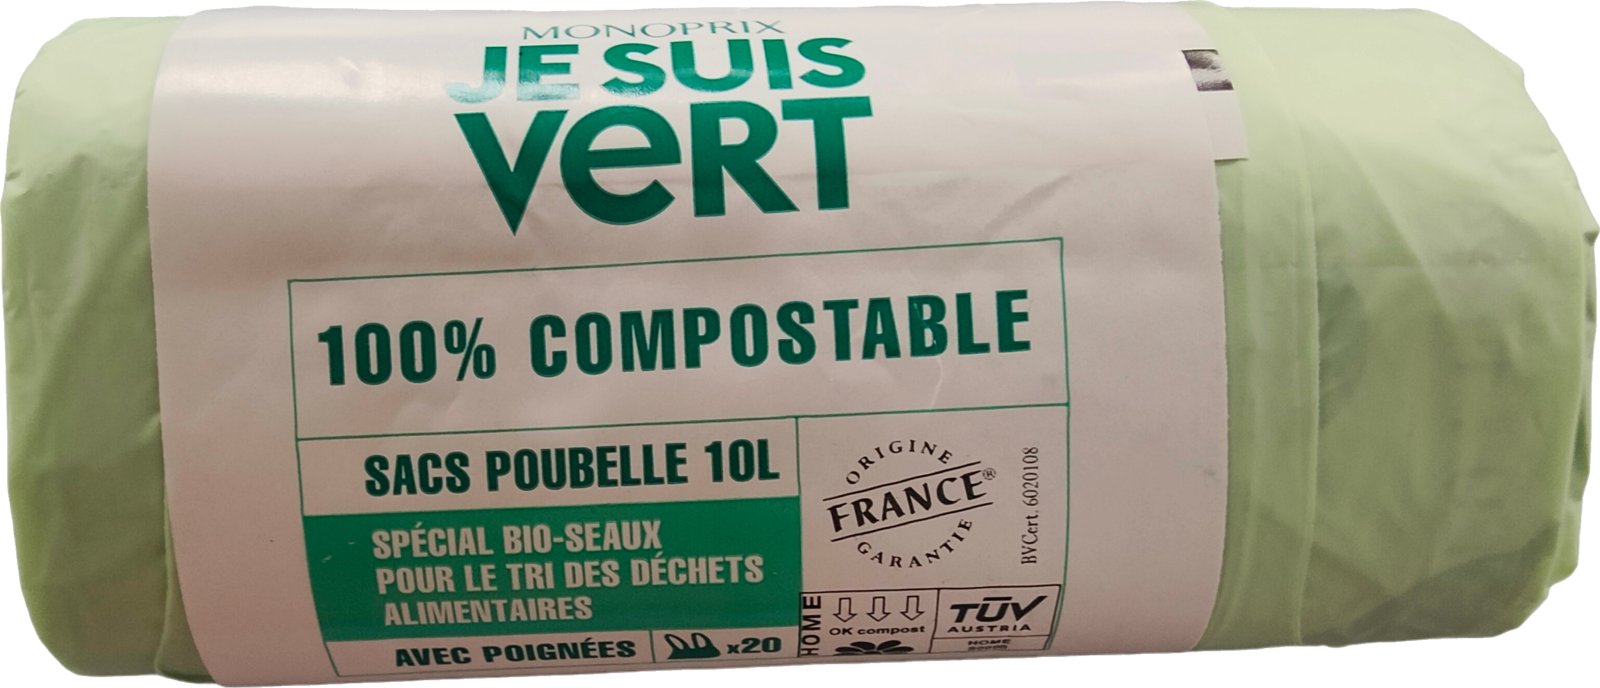 MONOPRIX
JE SUIS
VeRT
100% COMPOSTABLE
SACS POUBELLE 10L
SPÉCIAL BIO-SEAUX
POUR LE TRI DES DÉCHETS
ALIMENTAIRES
AVEC POIGNÉES
x20
ORIGINE
FRANCE®
GARANTIE
BVCert. 6020108
HOME
OK compost
TÜV
AUSTRIA
HOME